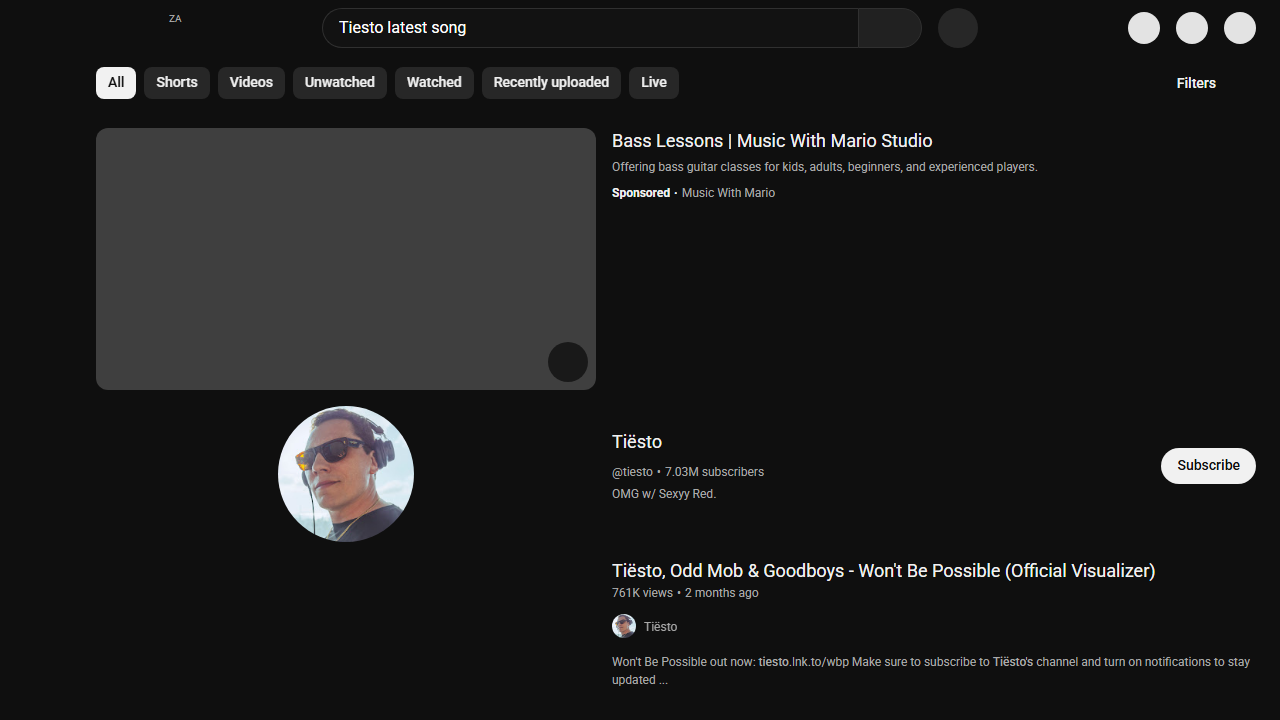 ZA
Tiesto latest song
All
Shorts
Videos
Unwatched
Watched
Recently uploaded
Live
Filters
Bass Lessons | Music With Mario Studio
Offering bass guitar classes for kids, adults, beginners, and experienced players.
Sponsored · Music With Mario
Tiësto
@tiesto • 7.03M subscribers
OMG w/ Sexyy Red.
Subscribe
Tiësto, Odd Mob & Goodboys - Won't Be Possible (Official Visualizer)
761K views • 2 months ago
Tiësto
Won't Be Possible out now: tiesto.lnk.to/wbp Make sure to subscribe to Tiësto's channel and turn on notifications to stay
updated ...